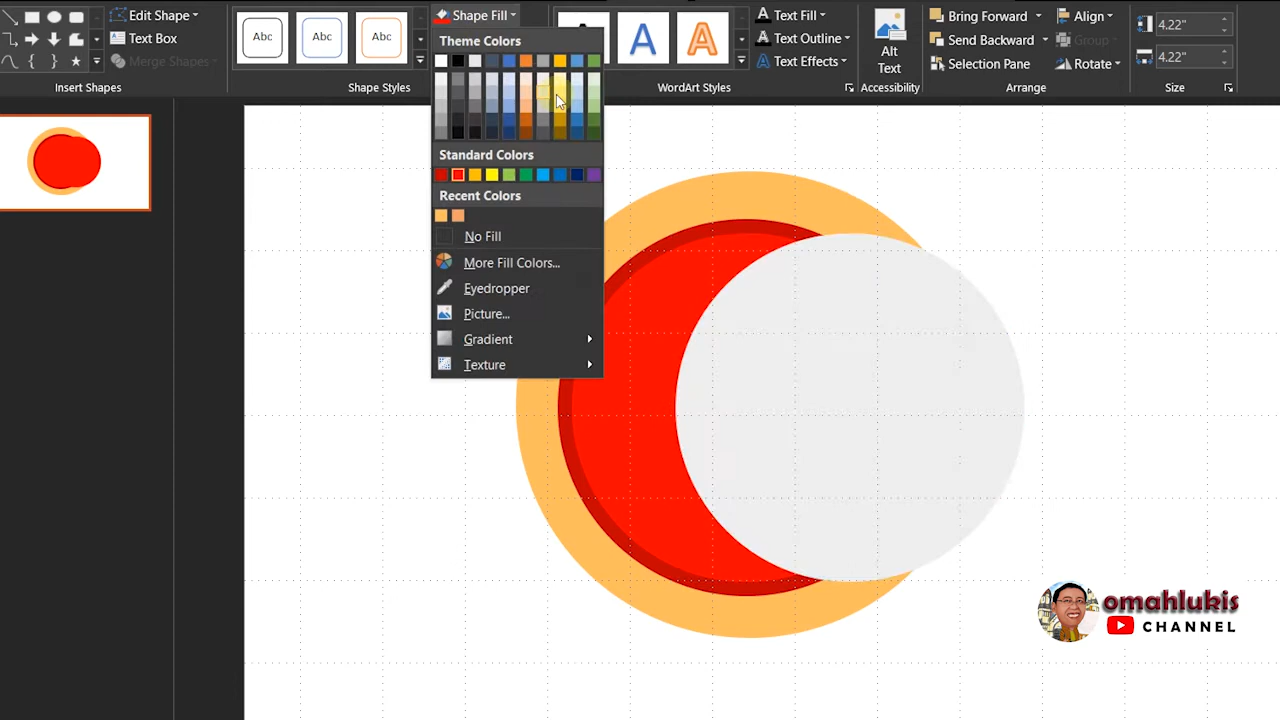 Edit Shape
Text Box
Merge Shapes
Insert Shapes
Abc
Abc
Abc
Shape Styles
Shape Fill
Theme Colors
Standard Colors
Recent Colors
No Fill
More Fill Colors...
Eyedropper
Picture...
Gradient
Texture
A
A
WordArt Styles
Text Fill
Text Outline
Text Effects
Alt
Text
Accessibility
Bring Forward
Send Backward
Selection Pane
Align
Group
Rotate
Arrange
4.22"
4.22"
Size
omahlukis
CHANNEL